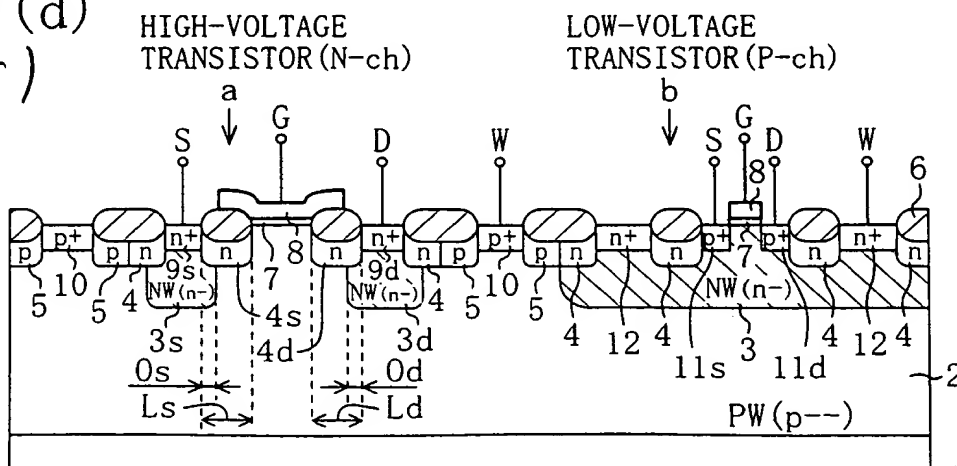 (d)
)
HIGH-VOLTAGE
TRANSISTOR(N-ch)
LOW-VOLTAGE
TRANSISTOR(P-ch)
a
b
S G D W S G D W
8 6
p+ n+ n+ p+ n+ p+ p+ n+
p p n n n n p p n n n n
5 10 5 4 9s 7 8 9d 4 5 10 5 7
NW(n-) NW(n-) NW(n-)
3s 4s 4d 3d 4 12 4 11s 3 11d 4 12 4
Os Od
Ls Ld
2
PW(p--)